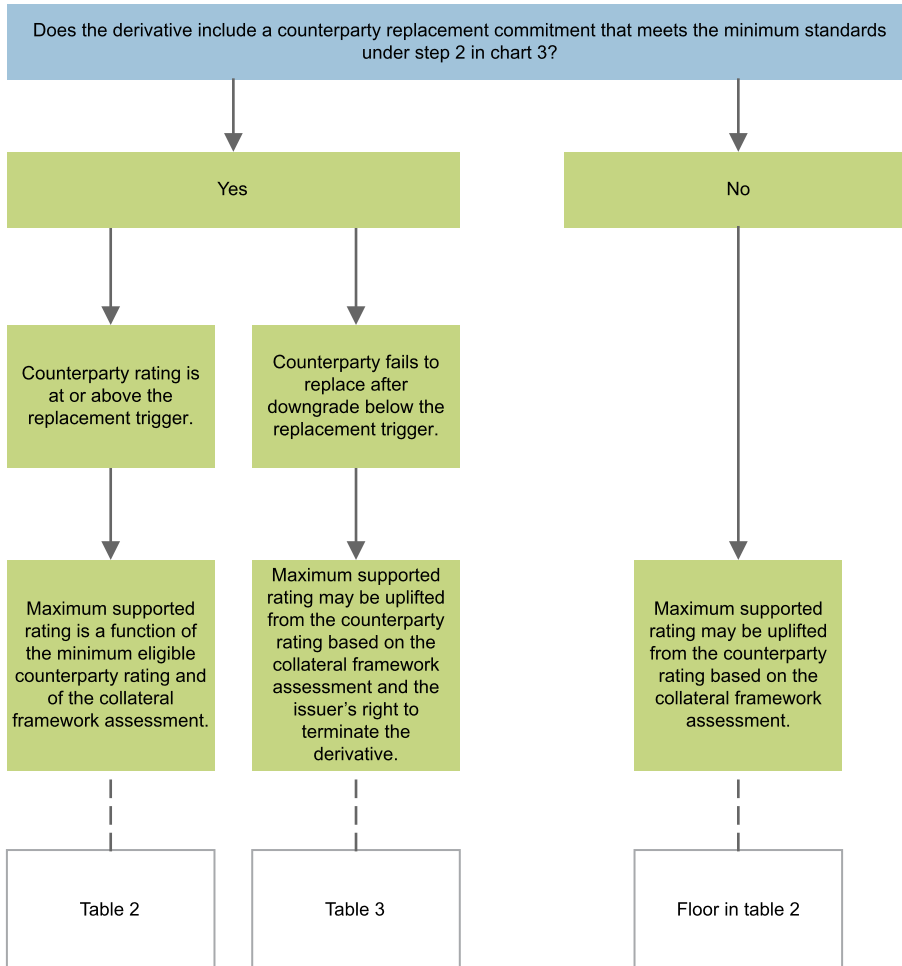 Does the derivative include a counterparty replacement commitment that meets the minimum standards
under step 2 in chart 3?
Yes
No
Counterparty rating is
at or above the
replacement trigger.
Counterparty fails to
replace after
downgrade below the
replacement trigger.
Maximum supported
rating is a function of
the minimum eligible
counterparty rating and
of the collateral
framework assessment.
Maximum supported
rating may be uplifted
from the counterparty
rating based on the
collateral framework
assessment and the
issuer’s right to
terminate the
derivative.
Maximum supported
rating may be uplifted
from the counterparty
rating based on the
collateral framework
assessment.
Table 2
Table 3
Floor in table 2